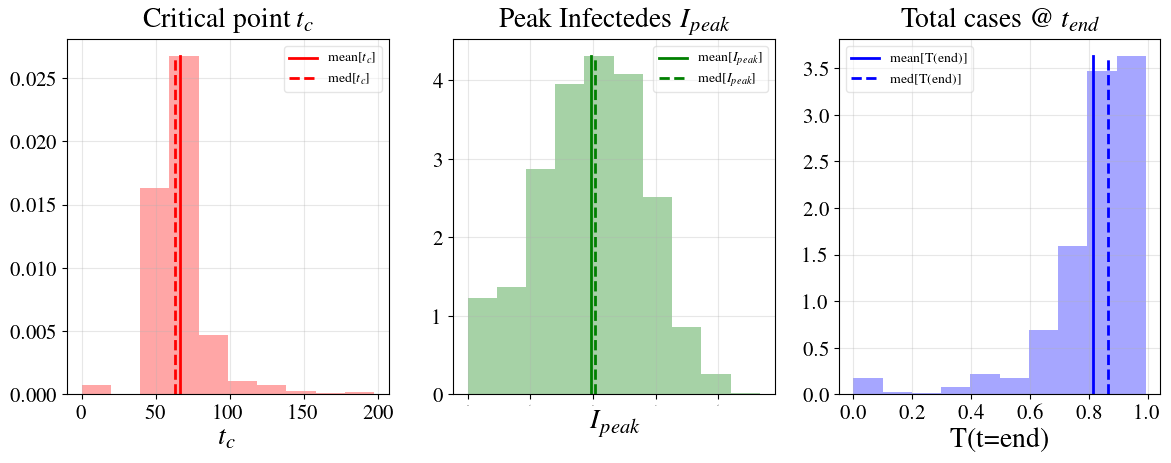 Critical point t_c
mean[t_c]
med[t_c]
0.025
0.020
0.015
0.010
0.005
0.000
0 50 100 150 200
t_c
Peak Infectedes I_peak
mean[I_peak]
med[I_peak]
4
3
2
1
0
I_peak
Total cases @ t_end
mean[T(end)]
med[T(end)]
3.5
3.0
2.5
2.0
1.5
1.0
0.5
0.0
0.0 0.2 0.4 0.6 0.8 1.0
T(t=end)